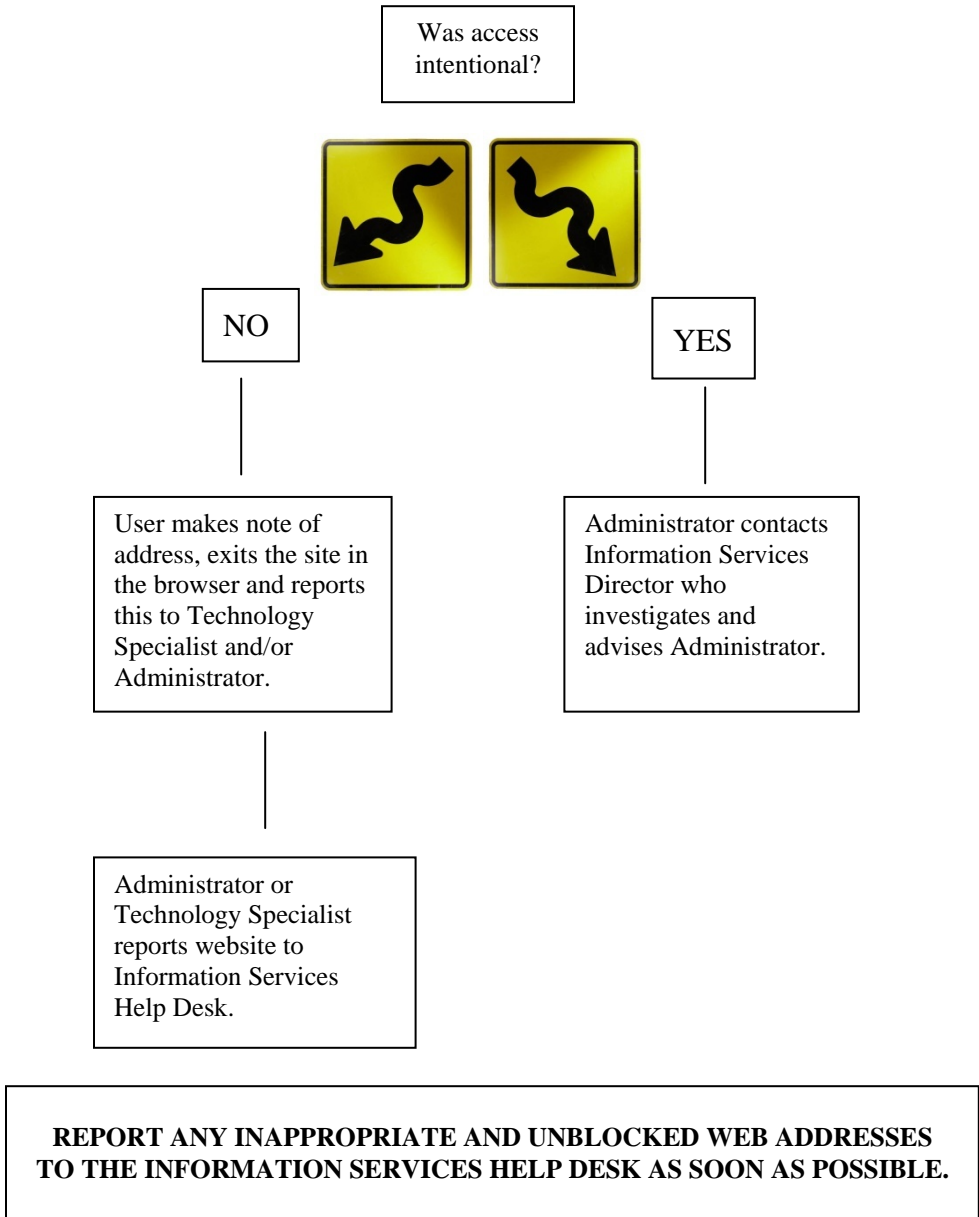 Was access
intentional?
NO
YES
User makes note of
address, exits the site in
the browser and reports
this to Technology
Specialist and/or
Administrator.
Administrator contacts
Information Services
Director who
investigates and
advises Administrator.
Administrator or
Technology Specialist
reports website to
Information Services
Help Desk.
REPORT ANY INAPPROPRIATE AND UNBLOCKED WEB ADDRESSES
TO THE INFORMATION SERVICES HELP DESK AS SOON AS POSSIBLE.